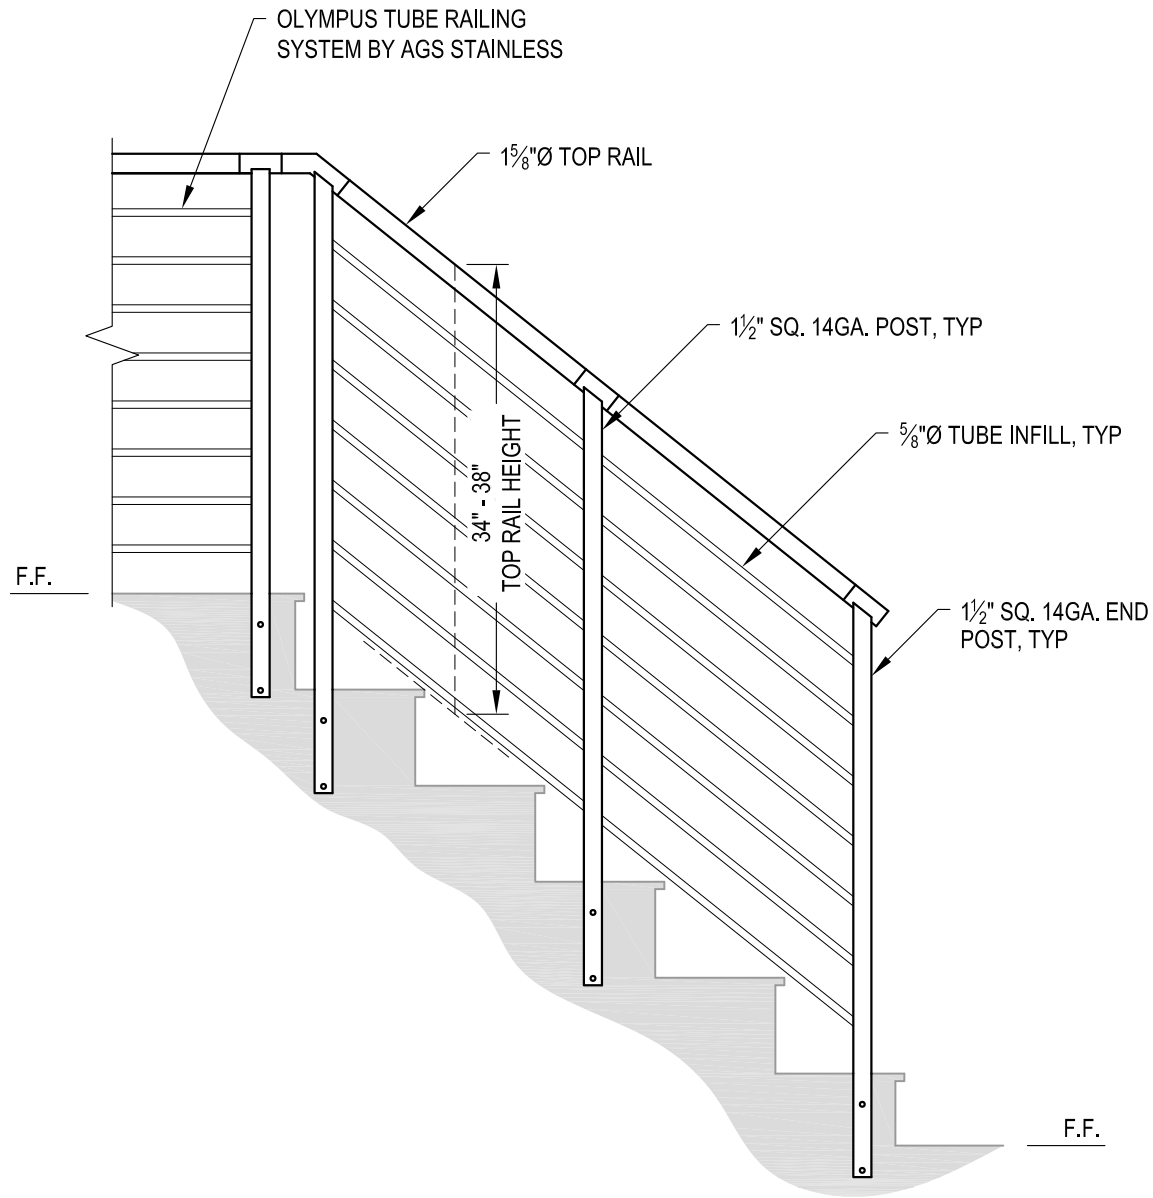 OLYMPUS TUBE RAILING
SYSTEM BY AGS STAINLESS
1⅝"Ø TOP RAIL
1½" SQ. 14GA. POST, TYP
⅝"Ø TUBE INFILL, TYP
34" - 38"
TOP RAIL HEIGHT
F.F.
1½" SQ. 14GA. END
POST, TYP
F.F.